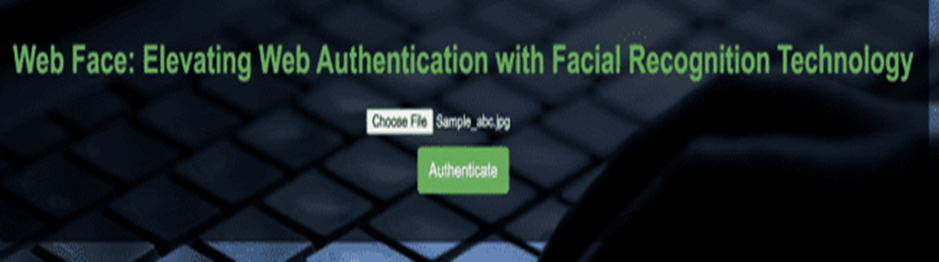 Web Face: Elevating Web Authentication with Facial Recognition Technology
Choose File Sample_abc.jpg
Authenticate